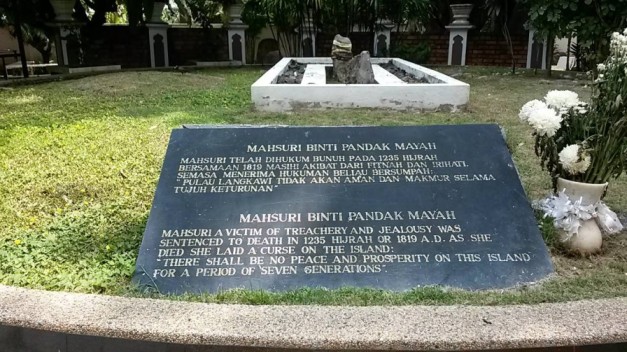 MAHSURI BINTI PANDAK MAYAH
MAHSURI TELAH DIHUKUM BUNUH PADA 1235 HIJRAH
BERSAMAAN 1819 MASIHI AKIBAT DARI FITNAH DAN IRIHATI.
SEMASA MENERIMA HUKUMAN BELIAU BERSUMPAH:
"PULAU LANGKAWI TIDAK AKAN AMAN DAN MAKMUR SELAMA
TUJUH KETURUNAN"
MAHSURI BINTI PANDAK MAYAH
MAHSURI A VICTIM OF TREACHERY AND JEALOUSY WAS
SENTENCED TO DEATH IN 1235 HIJRAH OR 1819 A.D. AS SHE
DIED SHE LAID A CURSE ON THE ISLAND:
"THERE SHALL BE NO PEACE AND PROSPERITY ON THIS ISLAND
FOR A PERIOD OF SEVEN GENERATIONS".